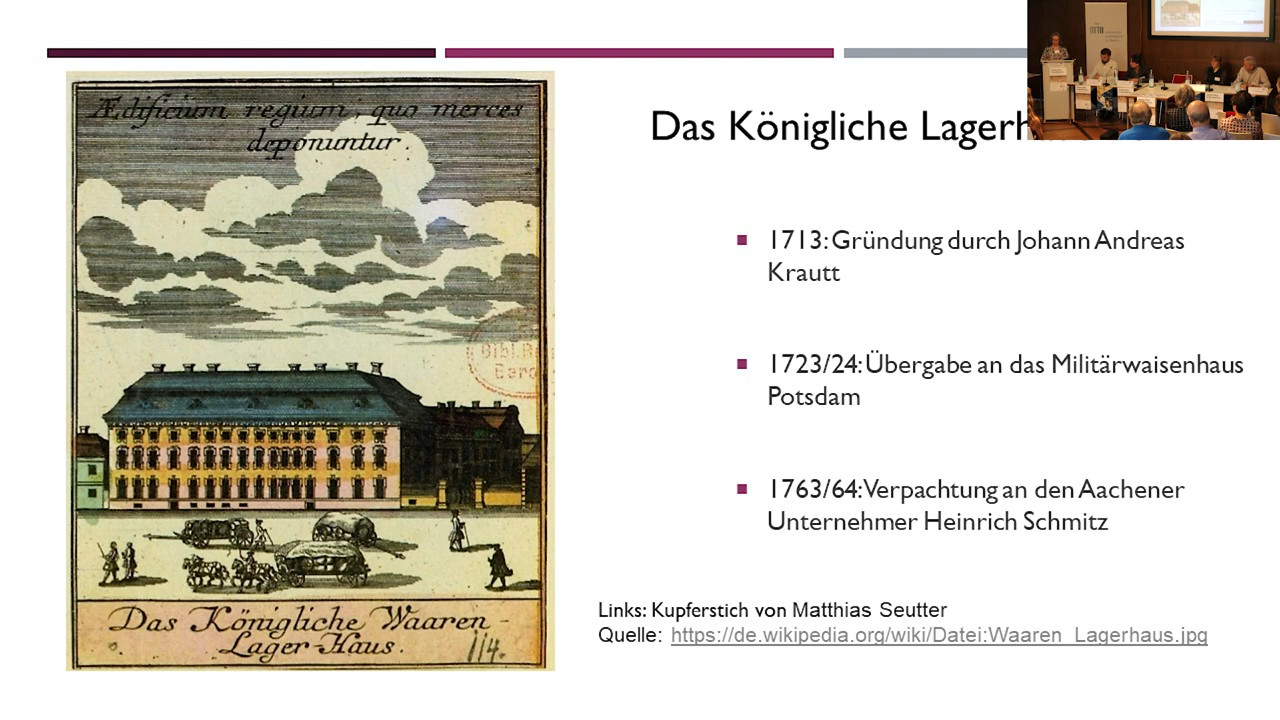 Ædificium regium, quo merces
deponuntur.
Das Königliche Waaren-
Lager-Haus.
114.
Das Königliche Lagerh
1713: Gründung durch Johann Andreas
Krautt
1723/24: Übergabe an das Militärwaisenhaus
Potsdam
1763/64: Verpachtung an den Aachener
Unternehmer Heinrich Schmitz
Links: Kupferstich von Matthias Seutter
Quelle: https://de.wikipedia.org/wiki/Datei:Waaren_Lagerhaus.jpg